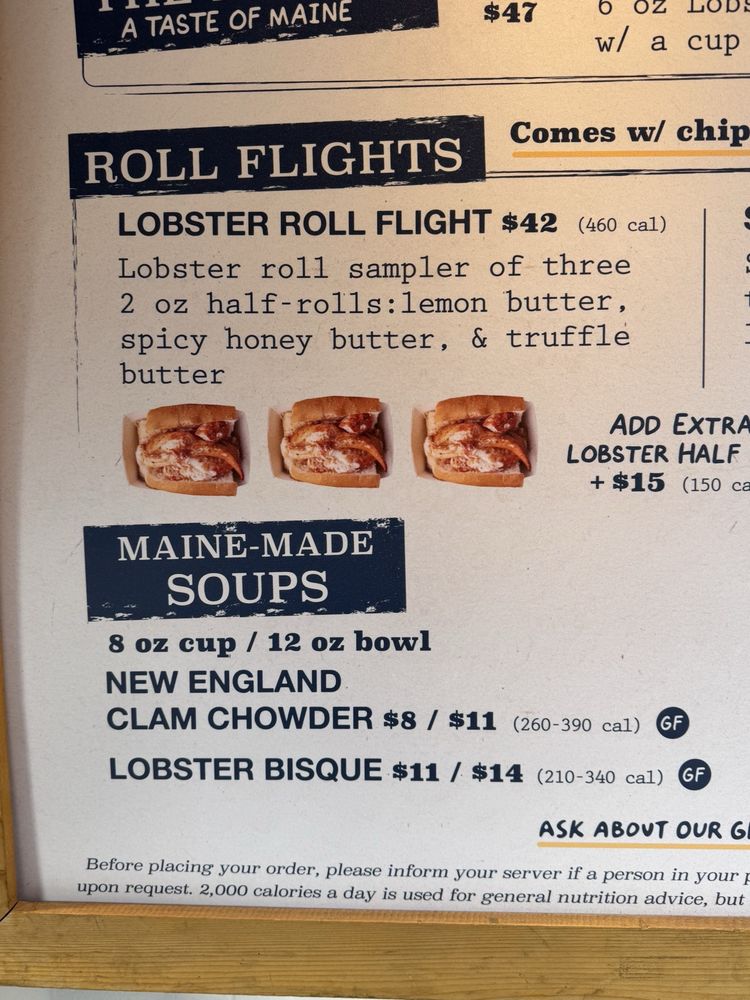 A TASTE OF MAINE
$47
6 oz
w/ a cup
ROLL FLIGHTS
Comes w/ chip
LOBSTER ROLL FLIGHT $42 (460 cal)
Lobster roll sampler of three
2 oz half-rolls:lemon butter,
spicy honey butter, & truffle
butter
ADD EXTRA
LOBSTER HALF
+ $15 (150 ca
MAINE-MADE
SOUPS
8 oz cup / 12 oz bowl
NEW ENGLAND
CLAM CHOWDER $8 / $11 (260-390 cal) GF
LOBSTER BISQUE $11 / $14 (210-340 cal) GF
ASK ABOUT OUR
Before placing your order, please inform your server if a person in your
upon request. 2,000 calories a day is used for general nutrition advice, but